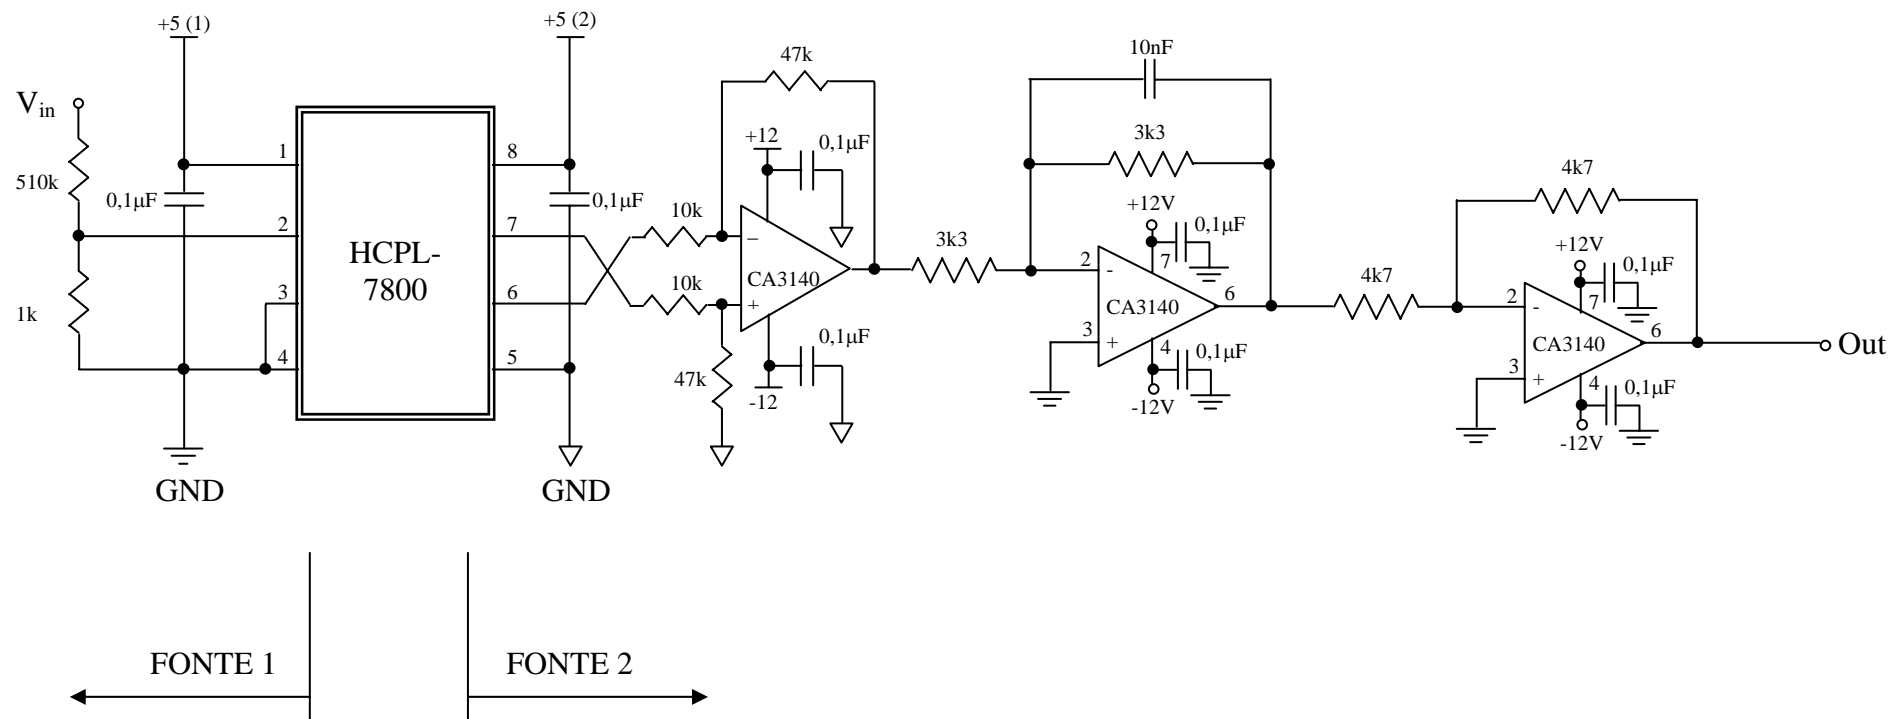 +5 (1)
+5 (2)
V_in
510k
1k
0,1µF
1
2
3
4
HCPL-
7800
8
7
6
5
0,1µF
GND
GND
10k
10k
47k
47k
+12
0,1µF
–
CA3140
+
0,1µF
-12
3k3
10nF
3k3
+12V
0,1µF
7
2
-
CA3140
6
3
+
4
0,1µF
-12V
4k7
4k7
+12V
0,1µF
7
2
-
CA3140
6
3
+
4
0,1µF
-12V
Out
FONTE 1
FONTE 2